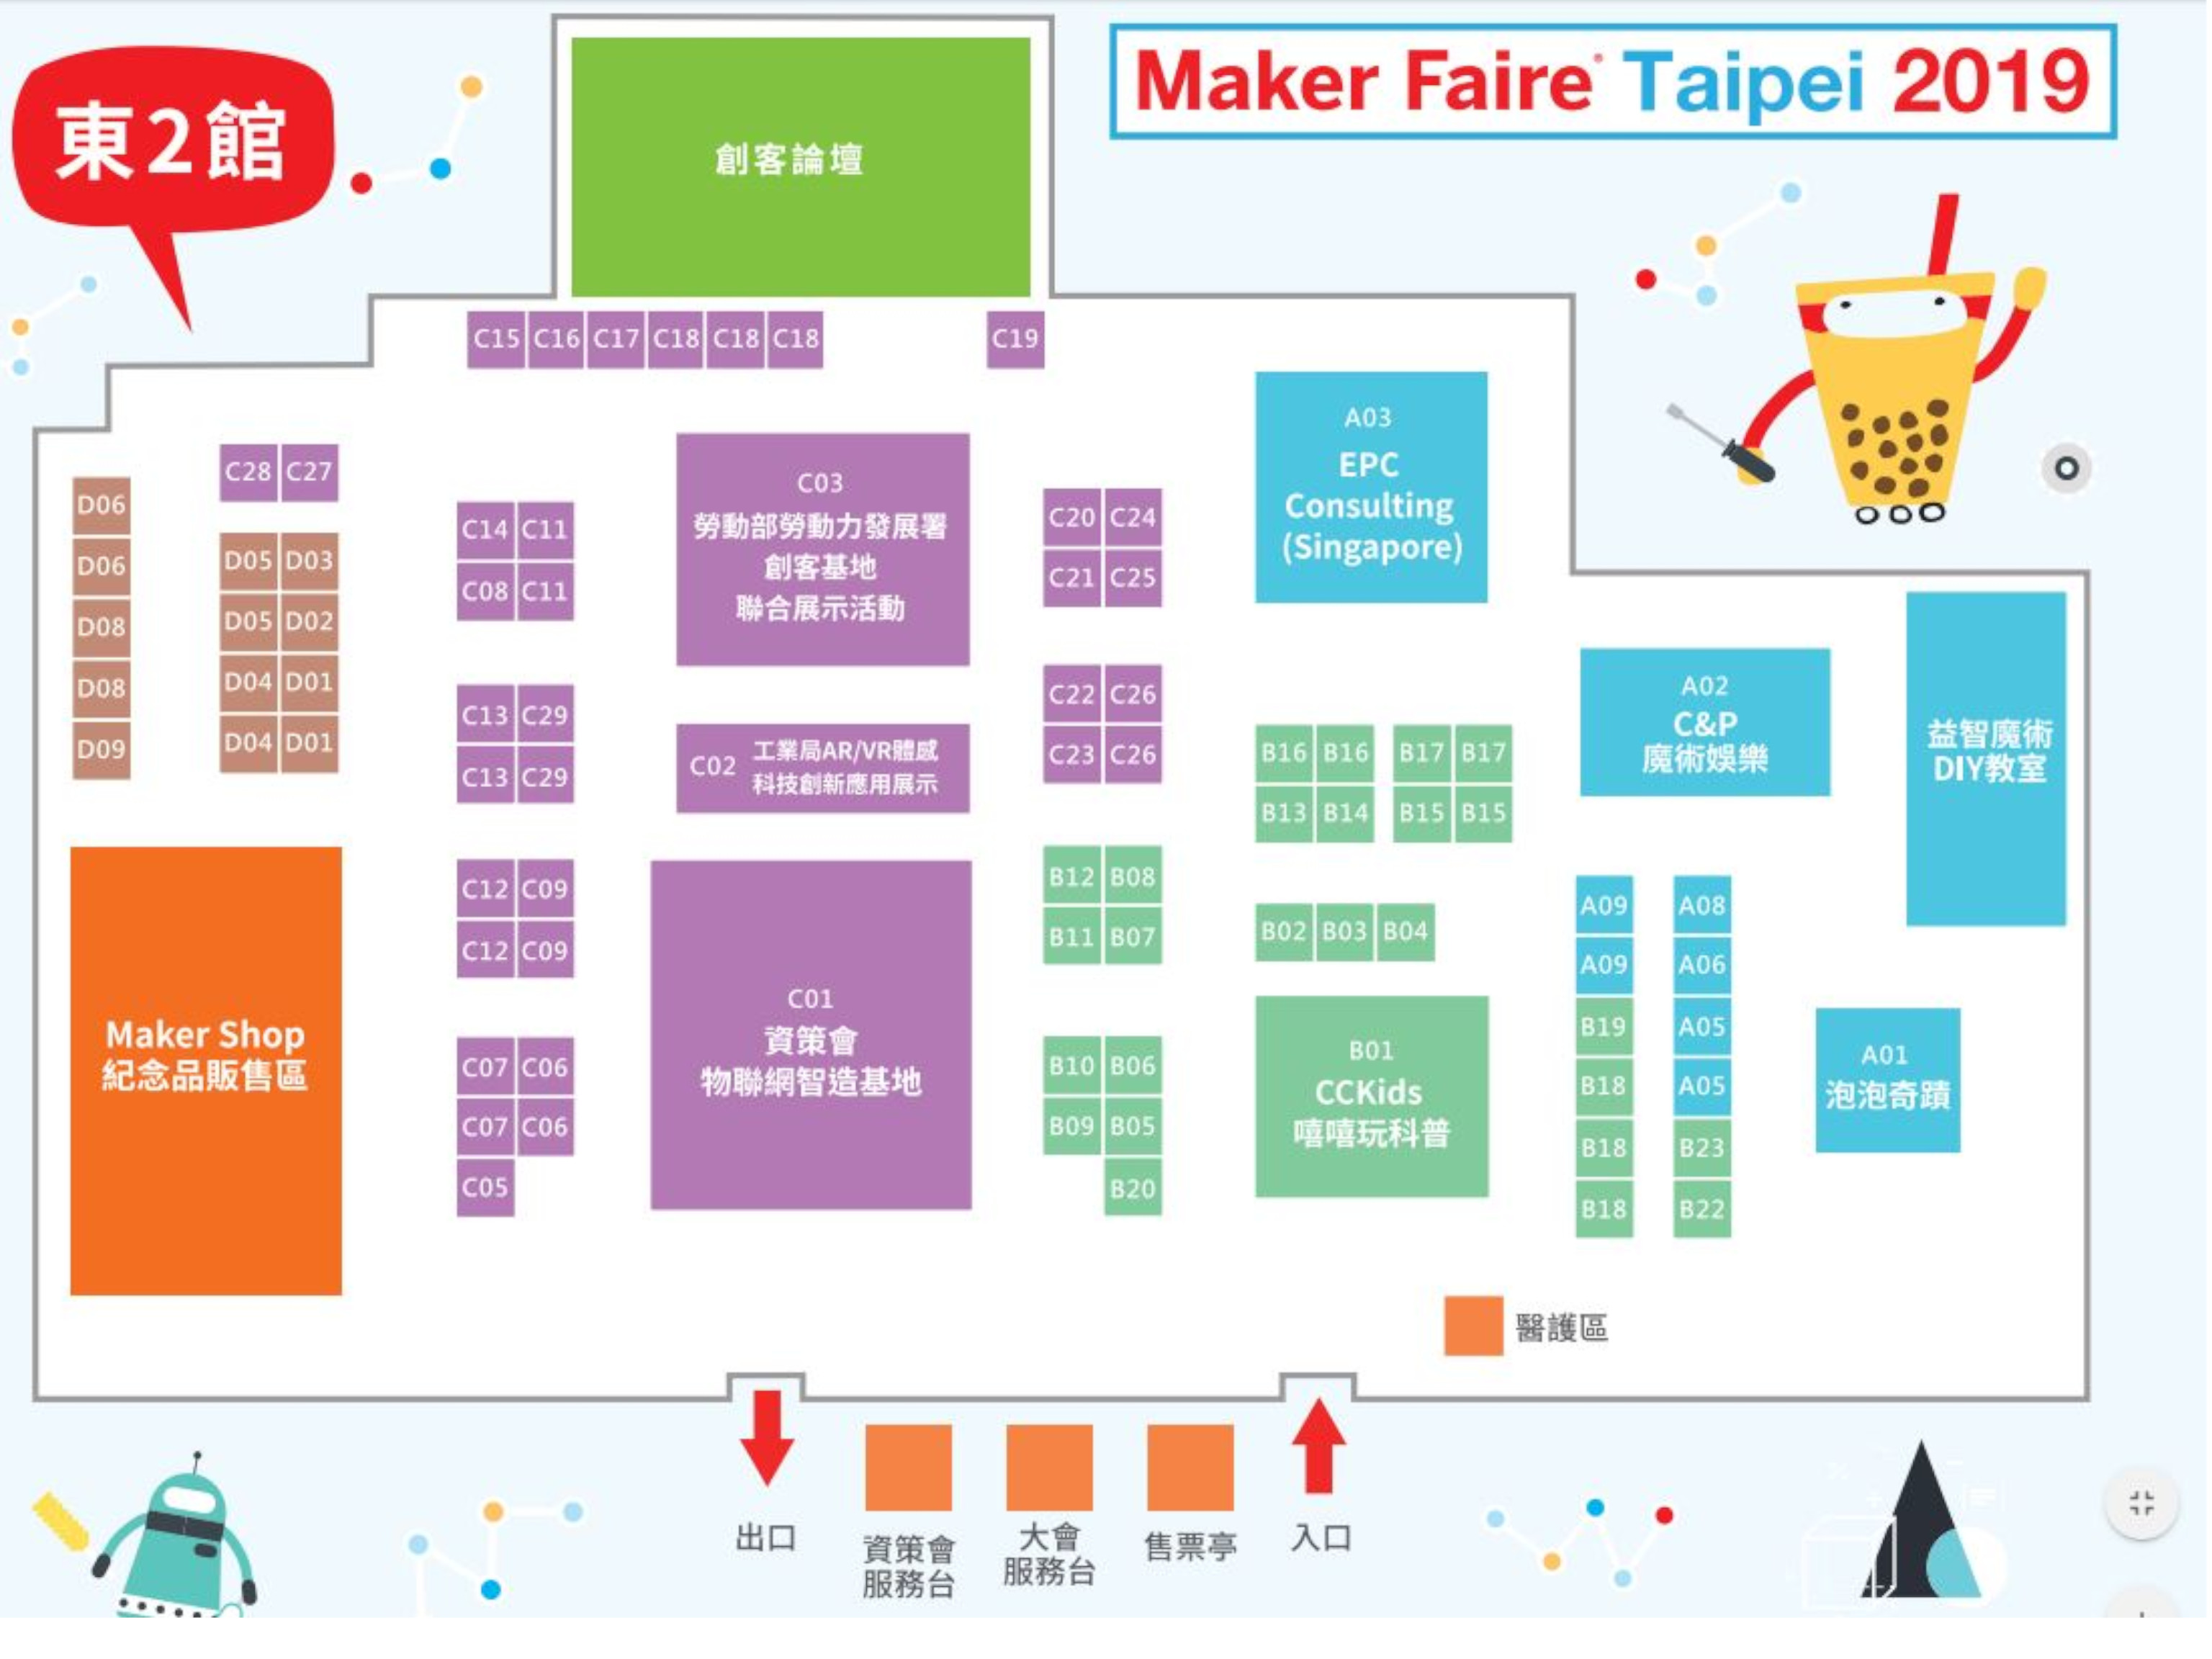 Maker Faire Taipei 2019
東2館
創客論壇
C15 C16 C17 C18 C18 C18 C19
A03
EPC
Consulting
(Singapore)
C28 C27
D06
D06
D08
D08
D09
D05 D03
D05 D02
D04 D01
D04 D01
C14 C11
C08 C11
C13 C29
C13 C29
C12 C09
C12 C09
C07 C06
C07 C06
C05
C03
勞動部勞動力發展署
創客基地
聯合展示活動
C02
工業局AR/VR體感
科技創新應用展示
C01
資策會
物聯網智造基地
C20 C24
C21 C25
C22 C26
C23 C26
B12 B08
B11 B07
B10 B06
B09 B05
B20
B16 B16 B17 B17
B13 B14 B15 B15
B02 B03 B04
B01
CCKids
嘻嘻玩科普
A02
C&P
魔術娛樂
益智魔術
DIY教室
A09 A08
A09 A06
B19 A05
B18 A05
B18 B23
B18 B22
A01
泡泡奇蹟
Maker Shop
紀念品販售區
醫護區
出口
資策會
服務台
大會
服務台
售票亭
入口